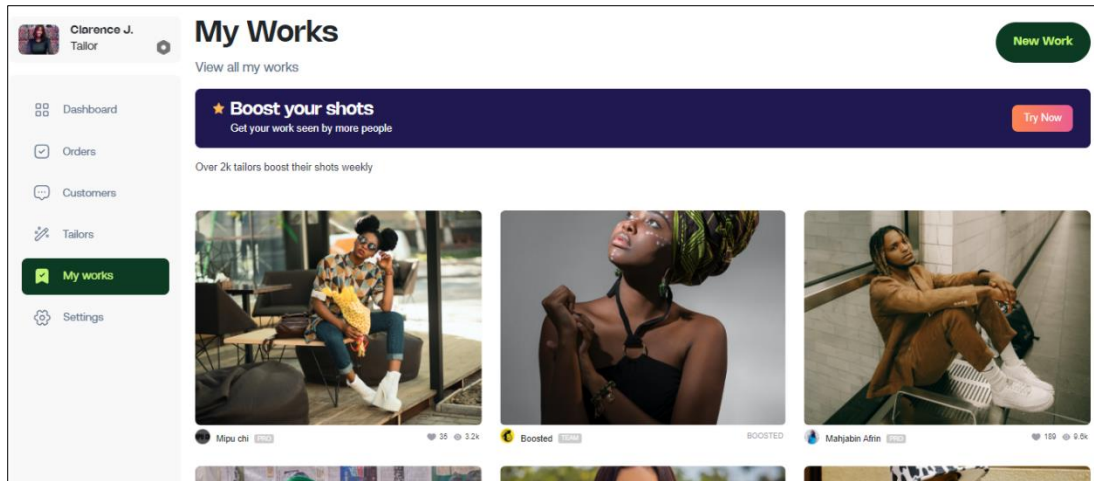 Clarence J.
Tailor
Dashboard
Orders
Customers
Tailors
My works
Settings
My Works
New Work
View all my works
Boost your shots
Get your work seen by more people
Try Now
Over 2k tailors boost their shots weekly
Mipu chi PRO 35 3.2k
Boosted TEAM BOOSTED
Mahjabin Afrin PRO 189 9.6k